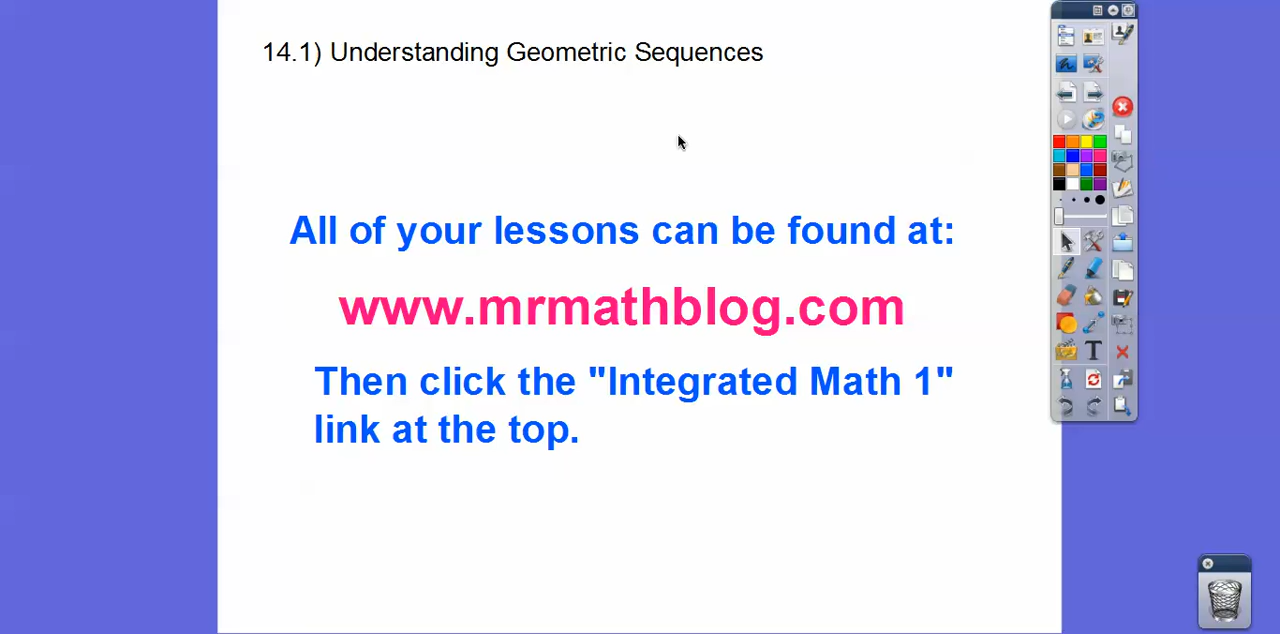 14.1) Understanding Geometric Sequences
All of your lessons can be found at:
www.mrmathblog.com
Then click the "Integrated Math 1"
link at the top.